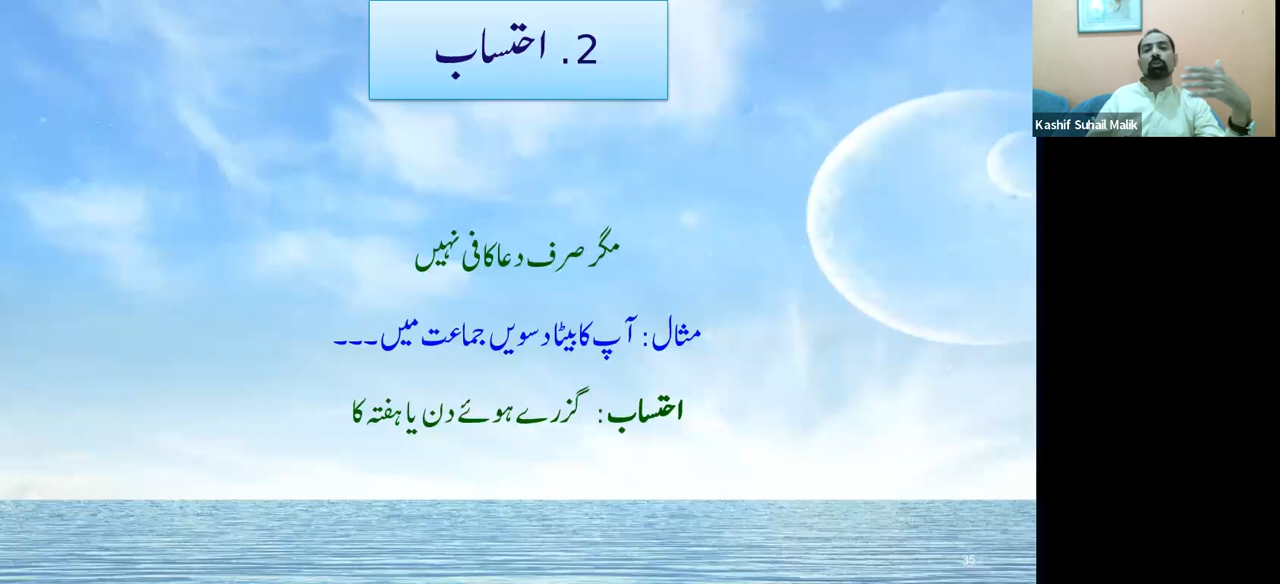 2. احتساب
مگر صرف دعا کافی نہیں
مثال: آپ کا بیٹا دسویں جماعت میں۔۔۔
احتساب: گزرے ہوئے دن یا ہفتہ کا
35
Kashif Suhail Malik